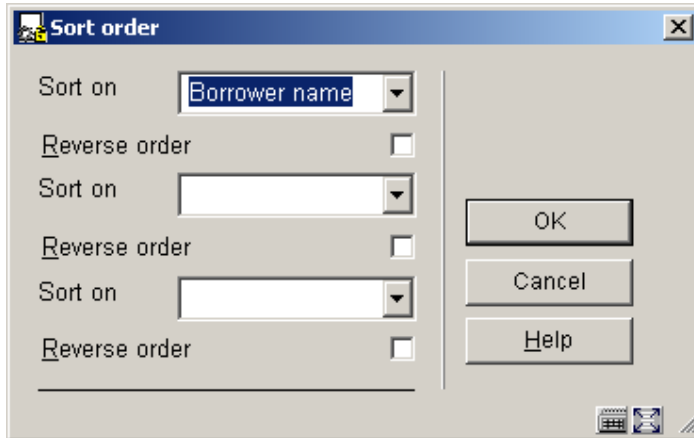 Sort order
Sort on Borrower name
Reverse order
Sort on
Reverse order
Sort on
Reverse order
OK
Cancel
Help